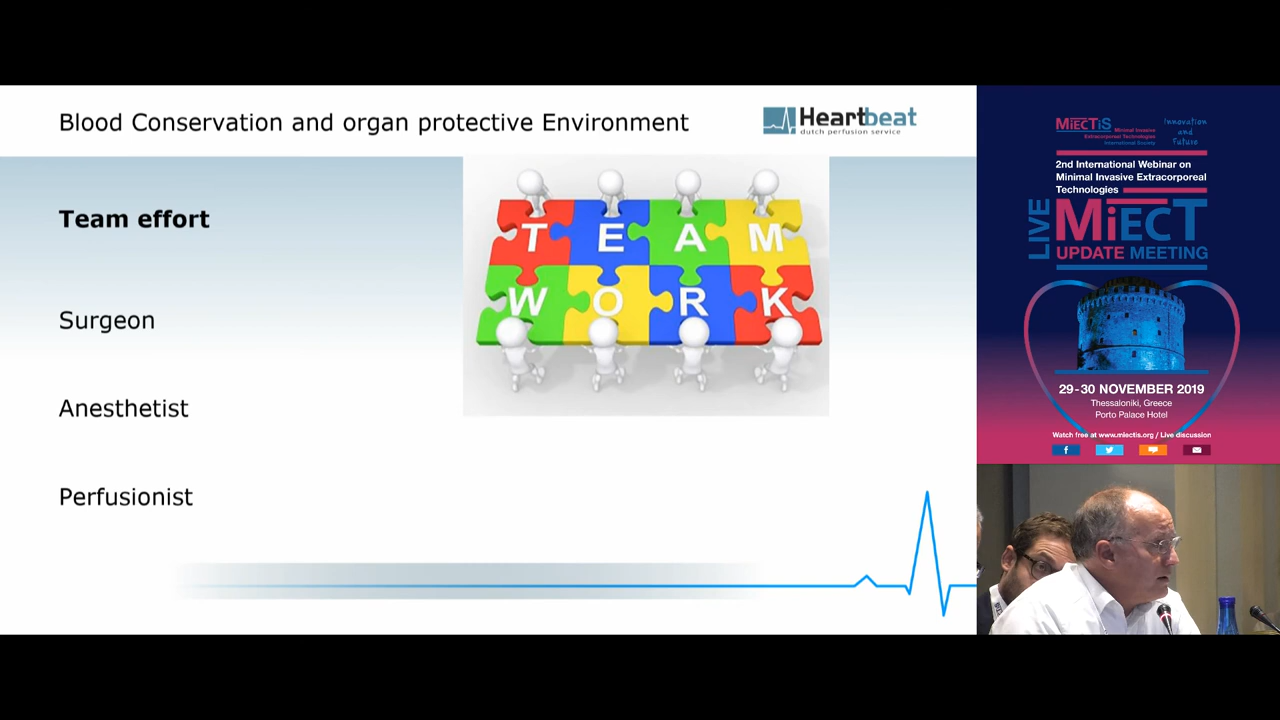 Blood Conservation and organ protective Environment
Heartbeat
dutch perfusion service
Team effort
TEAM
WORK
Surgeon
Anesthetist
Perfusionist
MiECTiS
Minimal Invasive
Extracorporeal Technologies
International Society
Innovation
and
Future
2nd International Webinar on
Minimal Invasive Extracorporeal
Technologies
LIVE
MiECT
UPDATE MEETING
29-30 NOVEMBER 2019
Thessaloniki, Greece
Porto Palace Hotel
Watch free at www.miectis.org / Live discussion
f